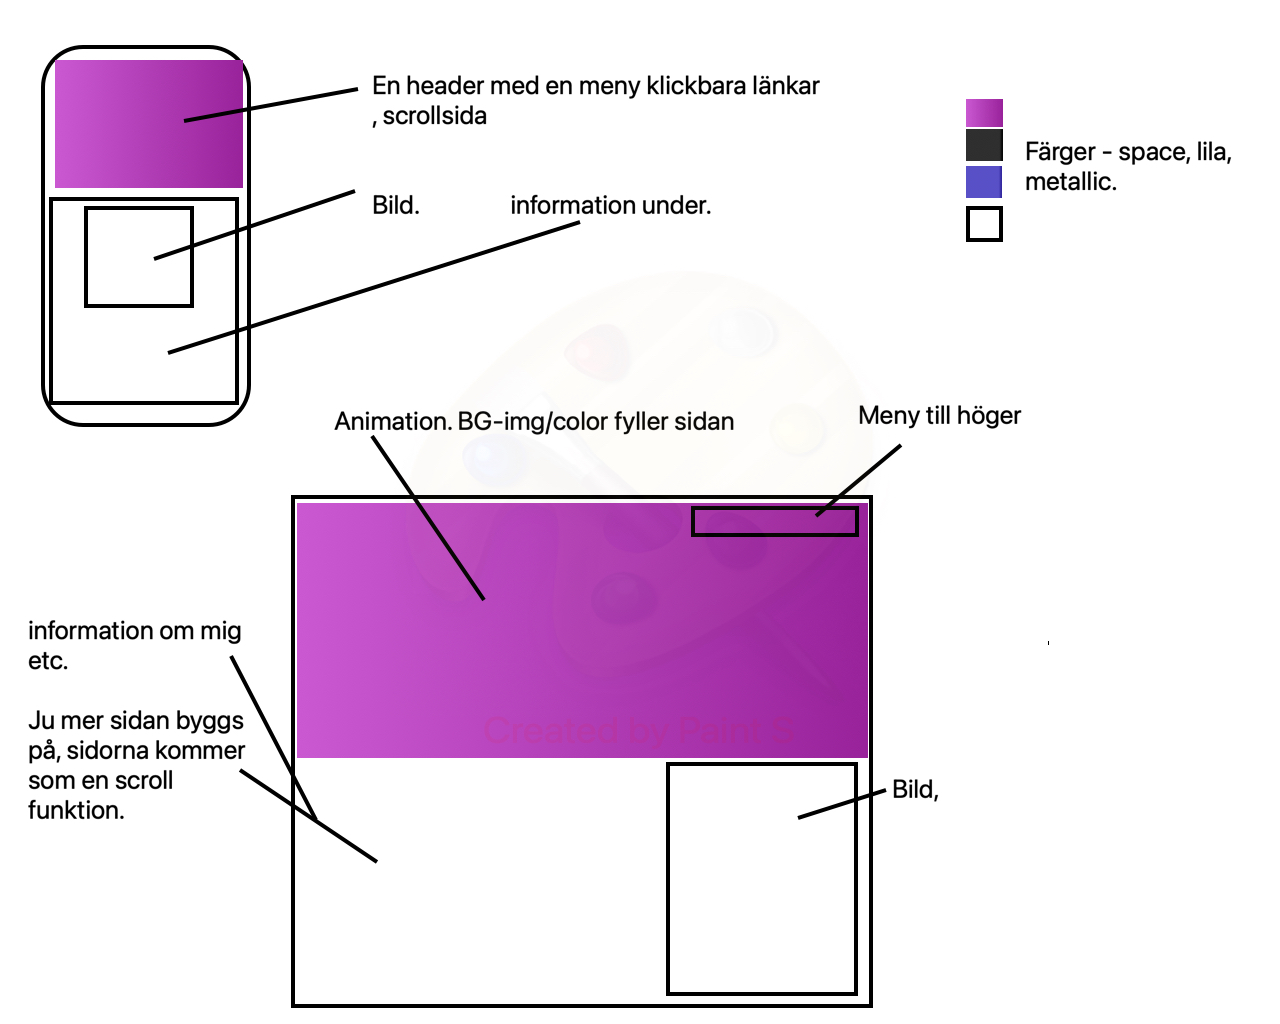 En header med en meny klickbara länkar
, scrollsida
Färger - space, lila,
metallic.
Bild.
information under.
Animation. BG-img/color fyller sidan
Meny till höger
information om mig
etc.
Ju mer sidan byggs
på, sidorna kommer
som en scroll
funktion.
Created by Paint S
Bild,